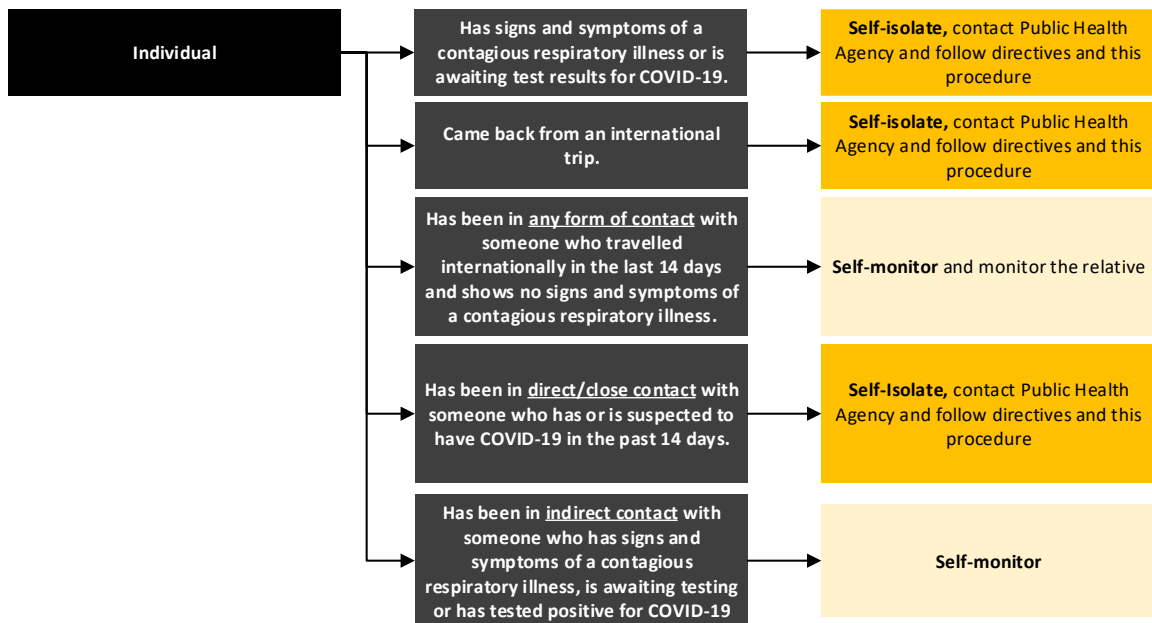 Individual
Has signs and symptoms of a
contagious respiratory illness or is
awaiting test results for COVID-19.
Self-isolate, contact Public Health
Agency and follow directives and this
procedure
Came back from an international
trip.
Self-isolate, contact Public Health
Agency and follow directives and this
procedure
Has been in any form of contact with
someone who travelled
internationally in the last 14 days
and shows no signs and symptoms of
a contagious respiratory illness.
Self-monitor and monitor the relative
Has been in direct/close contact with
someone who has or is suspected to
have COVID-19 in the past 14 days.
Self-Isolate, contact Public Health
Agency and follow directives and this
procedure
Has been in indirect contact with
someone who has signs and
symptoms of a contagious
respiratory illness, is awaiting testing
or has tested positive for COVID-19
Self-monitor